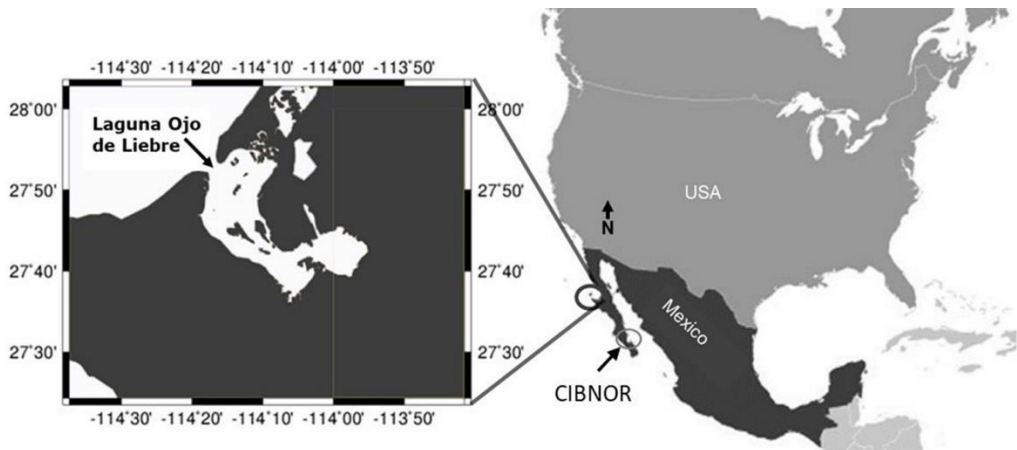 -114°30' -114°20' -114°10' -114°00' -113°50'
28°00' 28°00'
Laguna Ojo
de Liebre
27°50' 27°50'
27°40' 27°40'
27°30' 27°30'
-114°30' -114°20' -114°10' -114°00' -113°50'
USA
N
Mexico
CIBNOR